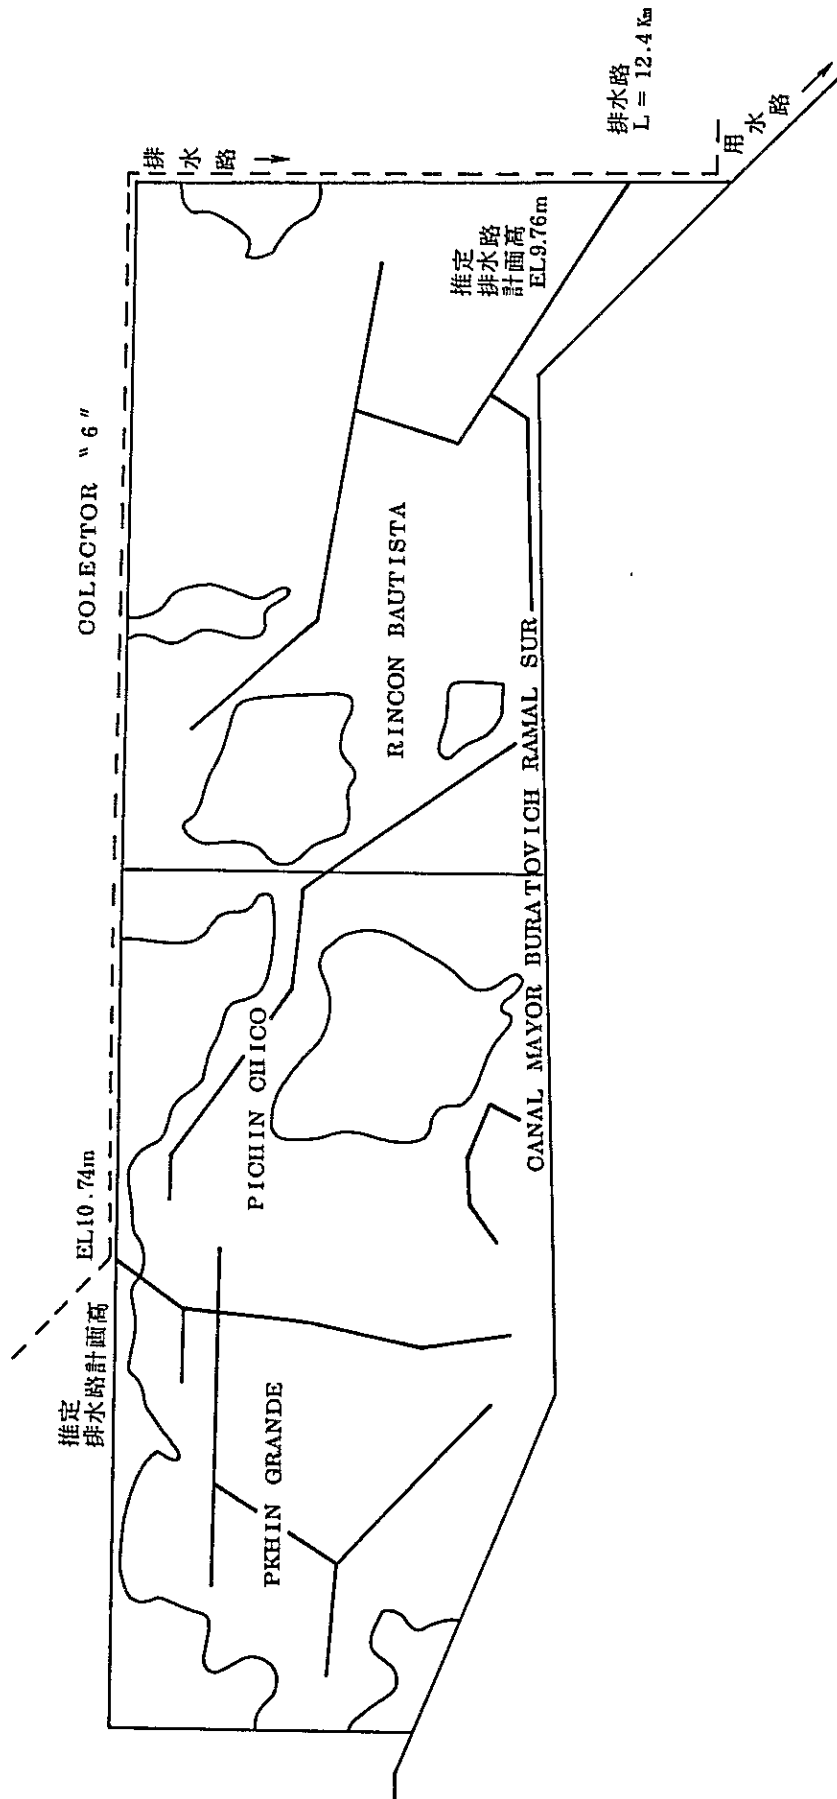 COLECTOR "6"
排水路
排水路
L = 12.4 Km
用水路
推定
排水路
計画高
EL9.76m
推定
排水路計画高
EL10.74m
RINCON BAUTISTA
PICHIN CHICO
PKHIN GRANDE
CANAL MAYOR BURATOVICH RAMAL SUR